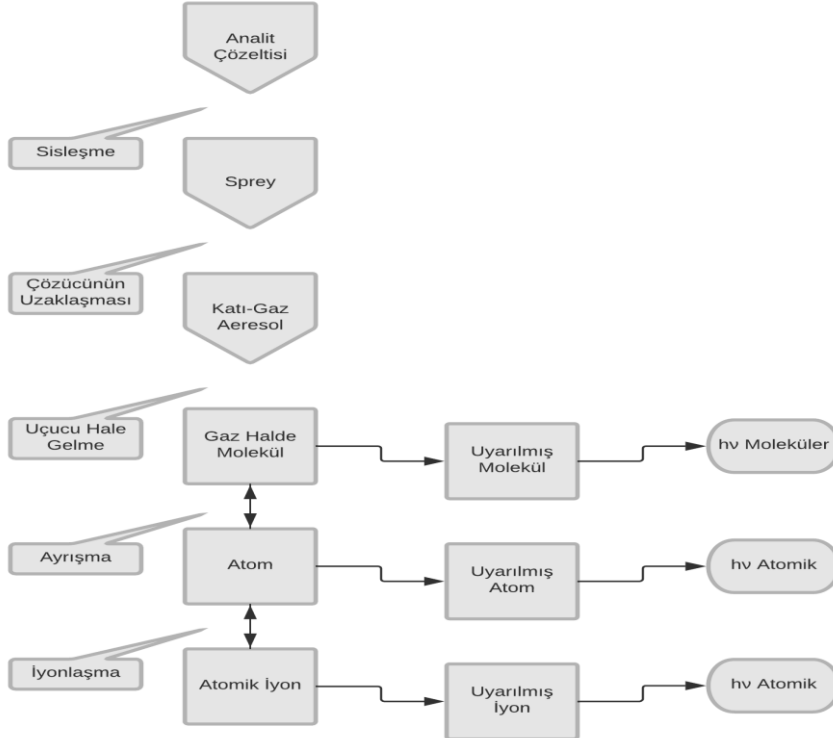 Analit
Çözeltisi
Sisleşme
Sprey
Çözücünün
Uzaklaşması
Katı-Gaz
Aeresol
Uçucu Hale
Gelme
Gaz Halde
Molekül
Uyarılmış
Molekül
hν Moleküler
Ayrışma
Atom
Uyarılmış
Atom
hν Atomik
İyonlaşma
Atomik İyon
Uyarılmış
İyon
hν Atomik